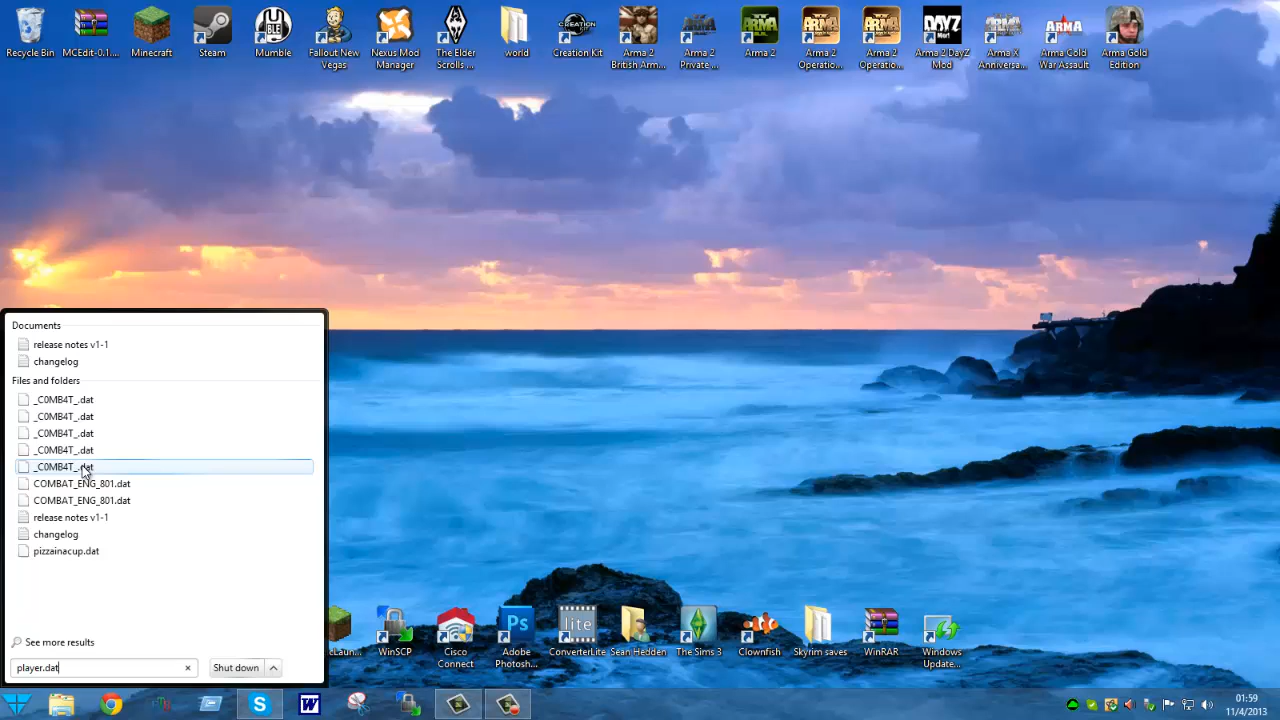 Recycle Bin
MCEdit-0.1....
Minecraft
Steam
Mumble
Fallout New
Vegas
Nexus Mod
Manager
The Elder
Scrolls ...
world
Creation Kit
Arma 2
British Arm...
Arma 2
Private....
Arma 2
Arma 2
Operatio...
Arma 2
Operatio...
Arma 2 DayZ
Mod
Arma X
Anniversa...
Arma Cold
War Assault
Arma Gold
Edition
Documents
release notes v1-1
changelog
Files and folders
_C0MB4T_.dat
_C0MB4T_.dat
_C0MB4T_.dat
_C0MB4T_.dat
_C0MB4T_.dat
COMBAT_ENG_801.dat
COMBAT_ENG_801.dat
release notes v1-1
changelog
pizzainacup.dat
See more results
player.dat
Shut down
WinSCP
Cisco
Connect
Adobe
Photosh...
ConverterLite
Sean Hedden
The Sims 3
Clownfish
Skyrim saves
WinRAR
Windows
Update...
01:59
11/4/2013